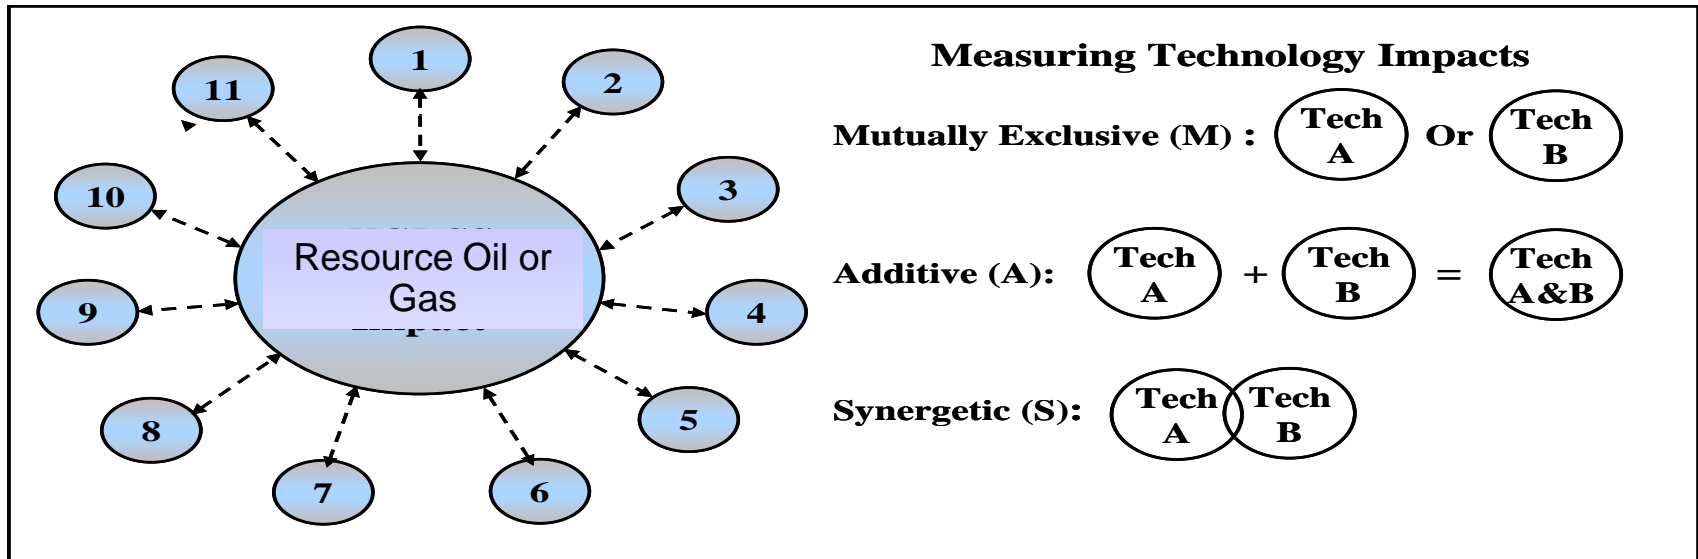 1
2
3
4
5
6
7
8
9
10
11
Resource Oil or
Gas
Impact
Measuring Technology Impacts
Mutually Exclusive (M) :
Tech
A
Or
Tech
B
Additive (A):
Tech
A
+
Tech
B
=
Tech
A&B
Synergetic (S):
Tech
A
Tech
B